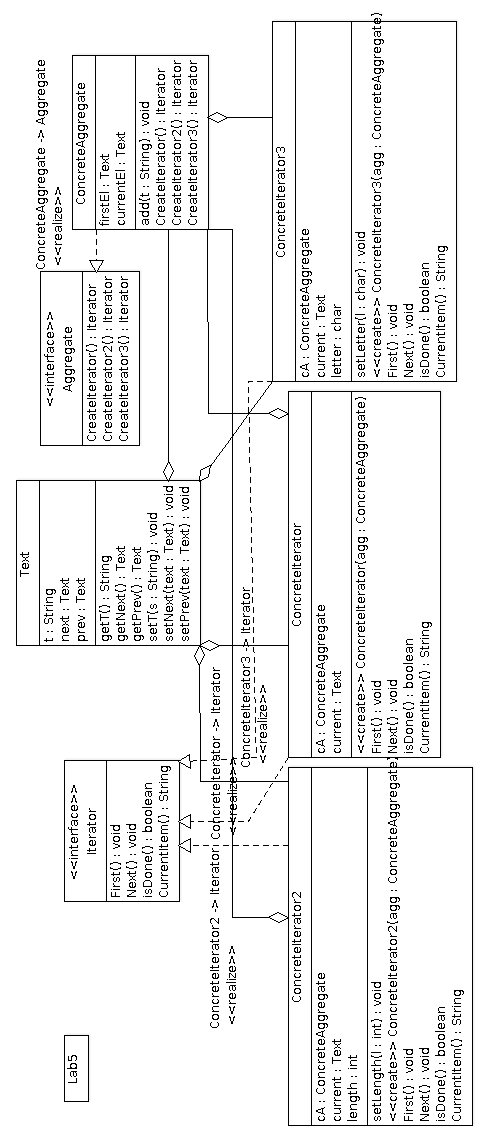 Lab5
<<interface>>
Iterator
First() : void
Next() : void
isDone() : boolean
CurrentItem() : String
Text
t : String
next : Text
prev : Text
getT() : String
getNext() : Text
getPrev() : Text
setT(s : String) : void
setNext(text : Text) : void
setPrev(text : Text) : void
<<interface>>
Aggregate
CreateIterator() : Iterator
CreateIterator2() : Iterator
CreateIterator3() : Iterator
ConcreteAggregate -> Aggregate
<<realize>>
ConcreteAggregate
firstEl : Text
currentEl : Text
add(t : String) : void
CreateIterator() : Iterator
CreateIterator2() : Iterator
CreateIterator3() : Iterator
ConcreteIterator2 -> Iterator
<<realize>>
ConcreteIterator -> Iterator
<<realize>>
ConcreteIterator3 -> Iterator
<<realize>>
ConcreteIterator2
cA : ConcreteAggregate
current : Text
length : int
setLength(l : int) : void
<<create>> ConcreteIterator2(agg : ConcreteAggregate)
First() : void
Next() : void
isDone() : boolean
CurrentItem() : String
ConcreteIterator
cA : ConcreteAggregate
current : Text
<<create>> ConcreteIterator(agg : ConcreteAggregate)
First() : void
Next() : void
isDone() : boolean
CurrentItem() : String
ConcreteIterator3
cA : ConcreteAggregate
current : Text
letter : char
setLetter(l : char) : void
<<create>> ConcreteIterator3(agg : ConcreteAggregate)
First() : void
Next() : void
isDone() : boolean
CurrentItem() : String